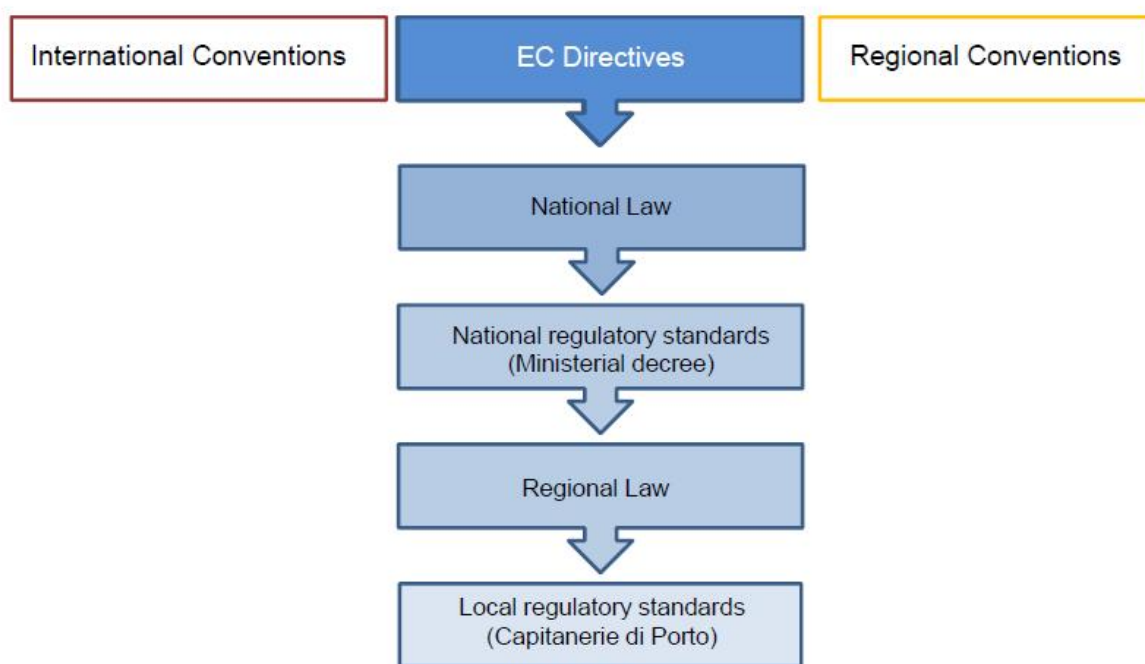 International Conventions
EC Directives
Regional Conventions
National Law
National regulatory standards
(Ministerial decree)
Regional Law
Local regulatory standards
(Capitanerie di Porto)